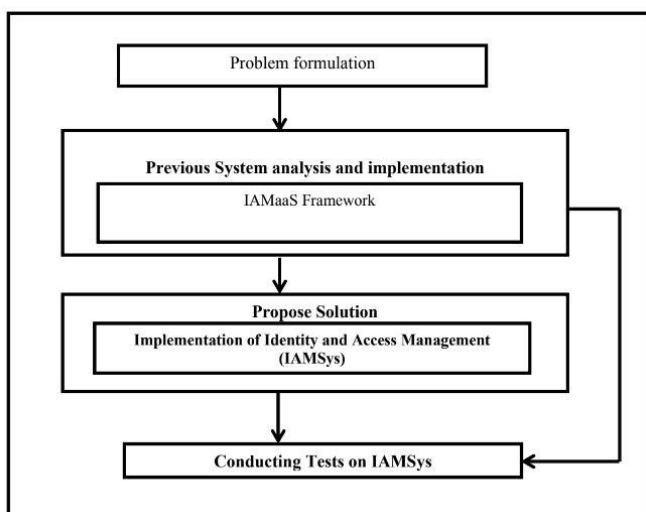 Problem formulation
Previous System analysis and implementation
IAMaaS Framework
Propose Solution
Implementation of Identity and Access Management
(IAMSys)
Conducting Tests on IAMSys